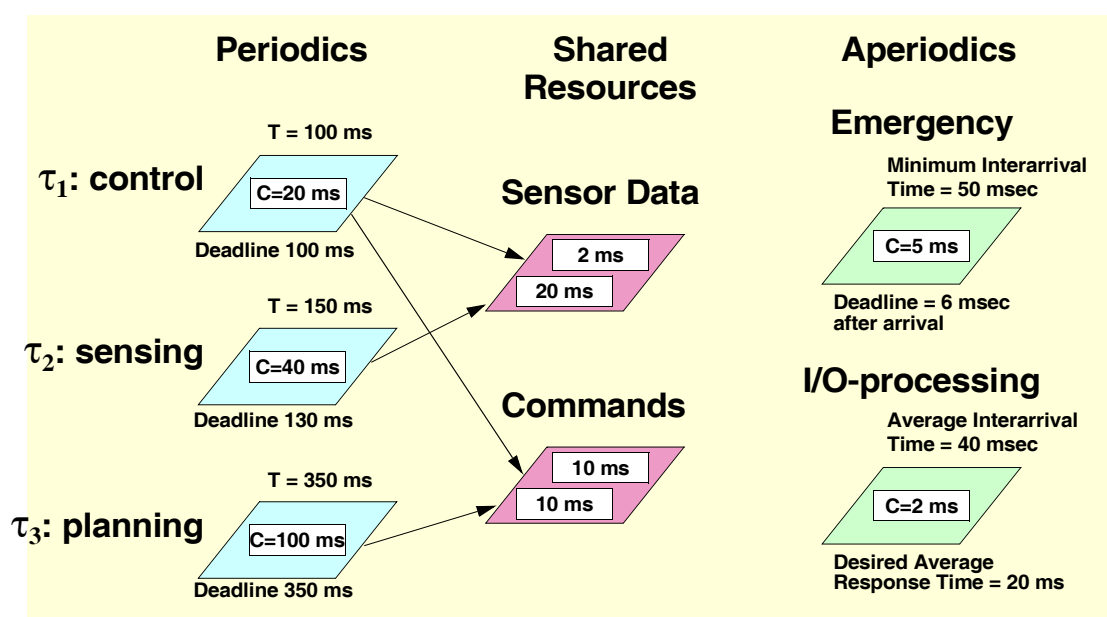 Periodics
Shared
Resources
Aperiodics
T = 100 ms
τ1: control
C=20 ms
Deadline 100 ms
T = 150 ms
τ2: sensing
C=40 ms
Deadline 130 ms
T = 350 ms
τ3: planning
C=100 ms
Deadline 350 ms
Sensor Data
2 ms
20 ms
Commands
10 ms
10 ms
Emergency
Minimum Interarrival
Time = 50 msec
C=5 ms
Deadline = 6 msec
after arrival
I/O-processing
Average Interarrival
Time = 40 msec
C=2 ms
Desired Average
Response Time = 20 ms